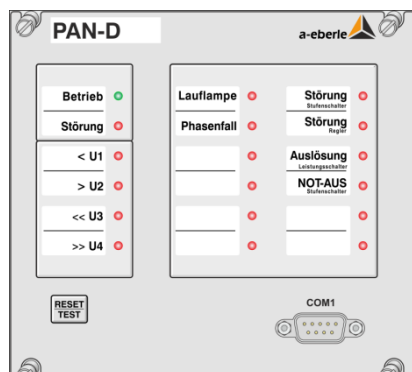 PAN-D
a-eberle
Betrieb
Störung
< U1
> U2
<< U3
>> U4
Lauflampe
Phasenfall
Störung
Stufenschalter
Störung
Regler
Auslösung
Leistungsschalter
NOT-AUS
Stufenschalter
RESET
TEST
COM1